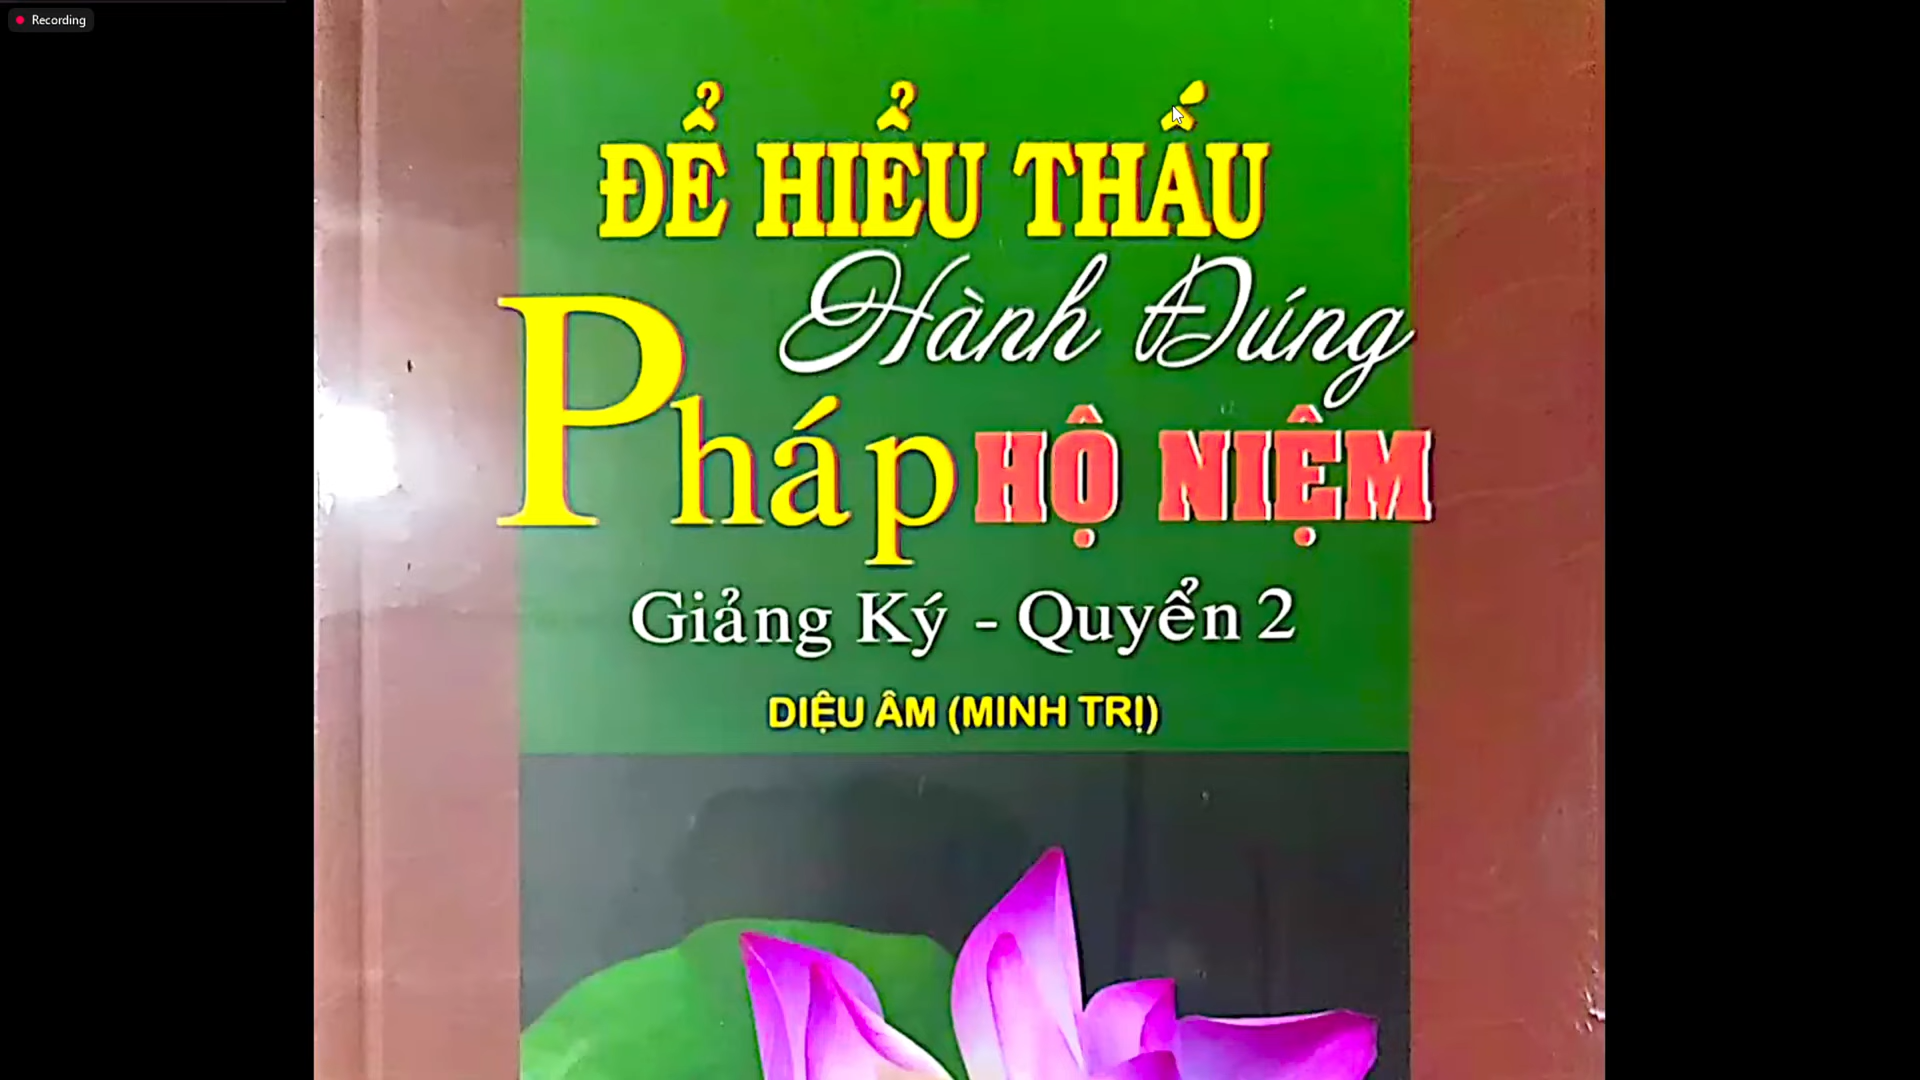 Recording
ĐỂ HIỂU THẤU
Hành Đúng
Pháp HỘ NIỆM
Giảng Ký - Quyển 2
DIỆU ÂM (MINH TRỊ)